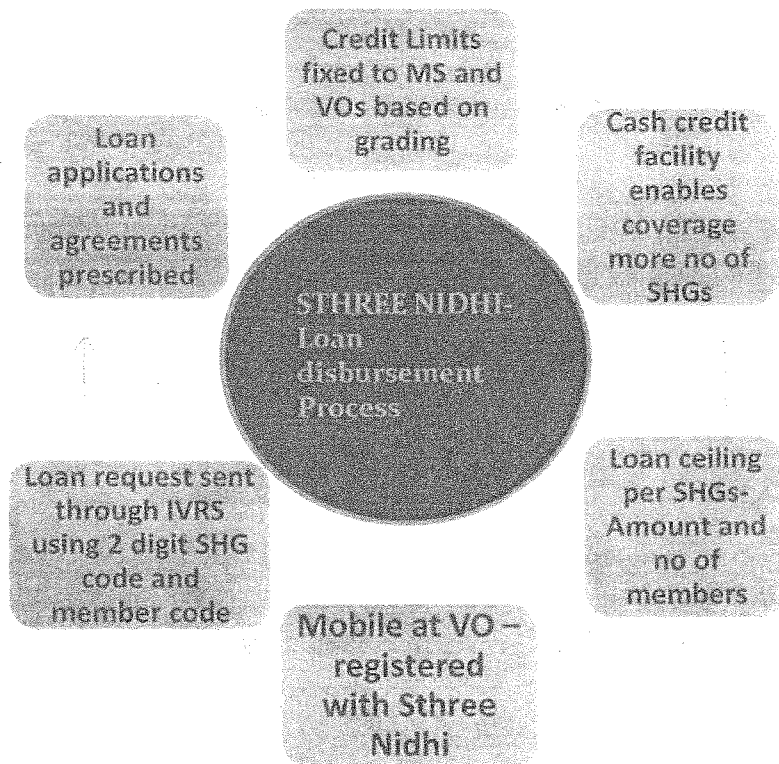 Credit Limits
fixed to MS and
VOs based on
grading
Cash credit
facility
enables
coverage
more no of
SHGs
Loan ceiling
per SHGs-
Amount and
no of
members
Mobile at VO –
registered
with Sthree
Nidhi
Loan request sent
through IVRS
using 2 digit SHG
code and
member code
Loan
applications
and
agreements
prescribed
STHREE NIDHI-
Loan
disbursement
Process